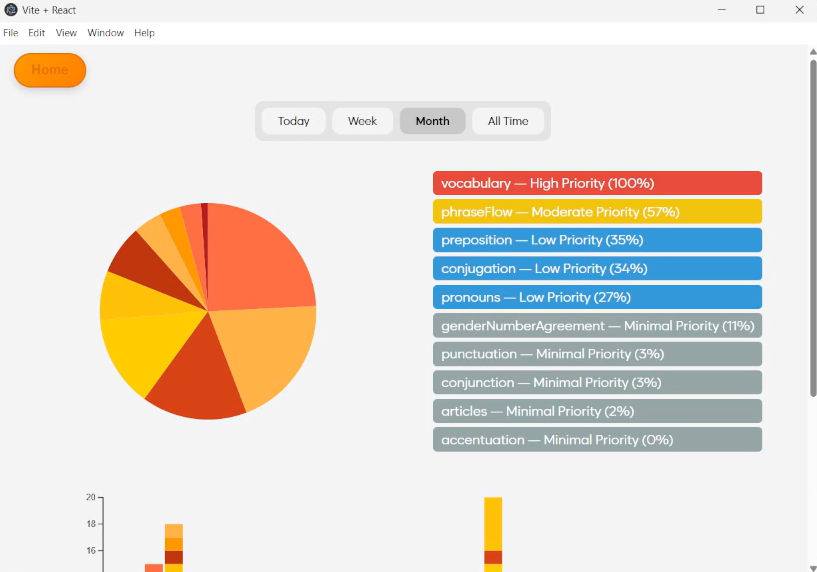 Vite + React
File Edit View Window Help
Home
Today Week Month All Time
vocabulary — High Priority (100%)
phraseFlow — Moderate Priority (57%)
preposition — Low Priority (35%)
conjugation — Low Priority (34%)
pronouns — Low Priority (27%)
genderNumberAgreement — Minimal Priority (11%)
punctuation — Minimal Priority (3%)
conjunction — Minimal Priority (3%)
articles — Minimal Priority (2%)
accentuation — Minimal Priority (0%)
20
18
16